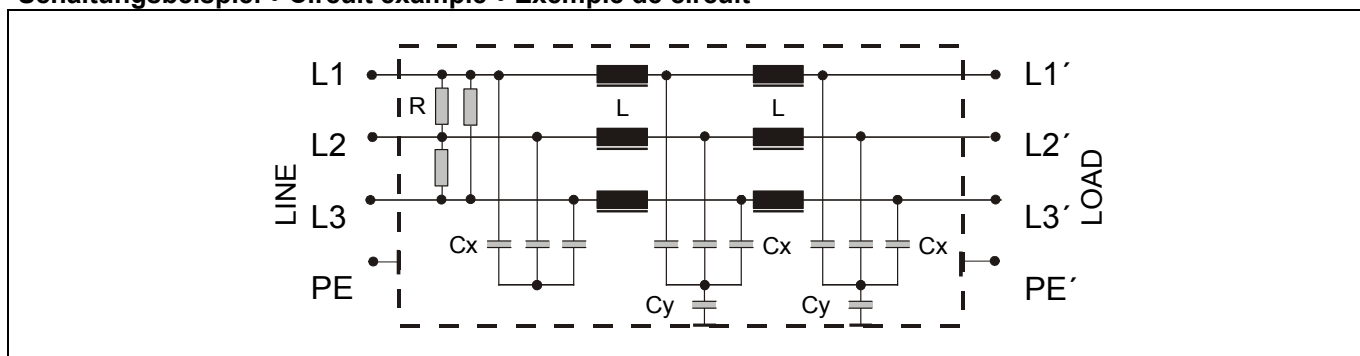 Schaltungsbeispiel • Circuit example • Exemple de circuit
L1 L1´
R L L
L2 L2´
LINE LOAD
L3 L3´
Cx Cx Cx
PE PE´
Cy Cy